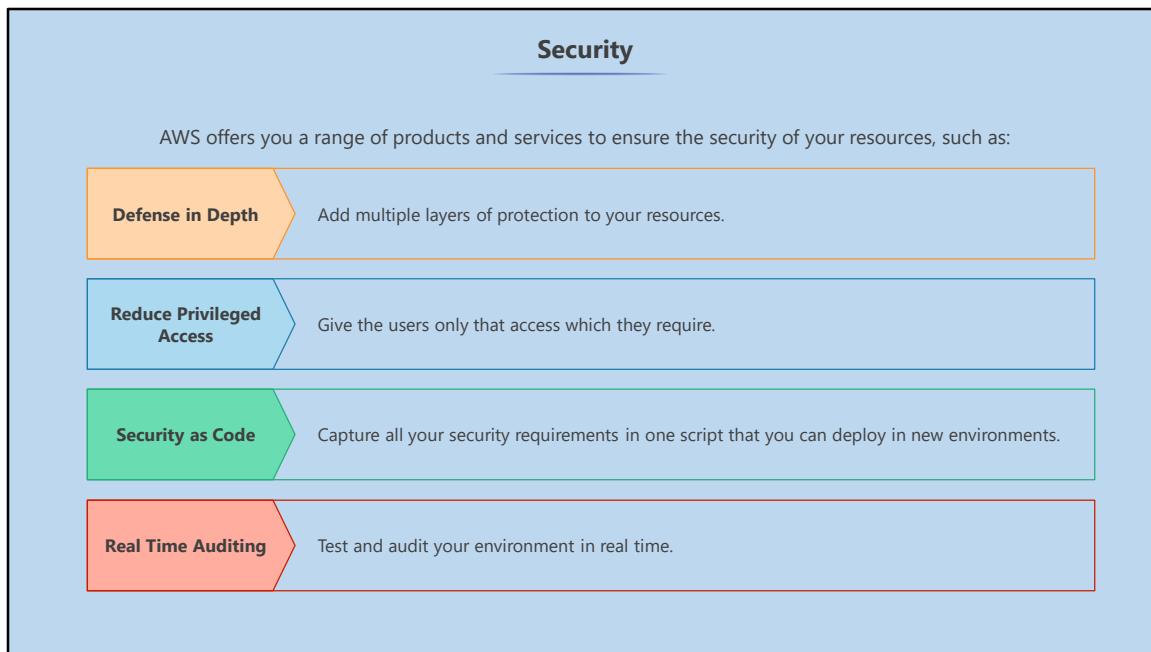 Security
AWS offers you a range of products and services to ensure the security of your resources, such as:
Defense in Depth
Add multiple layers of protection to your resources.
Reduce Privileged
Access
Give the users only that access which they require.
Security as Code
Capture all your security requirements in one script that you can deploy in new environments.
Real Time Auditing
Test and audit your environment in real time.